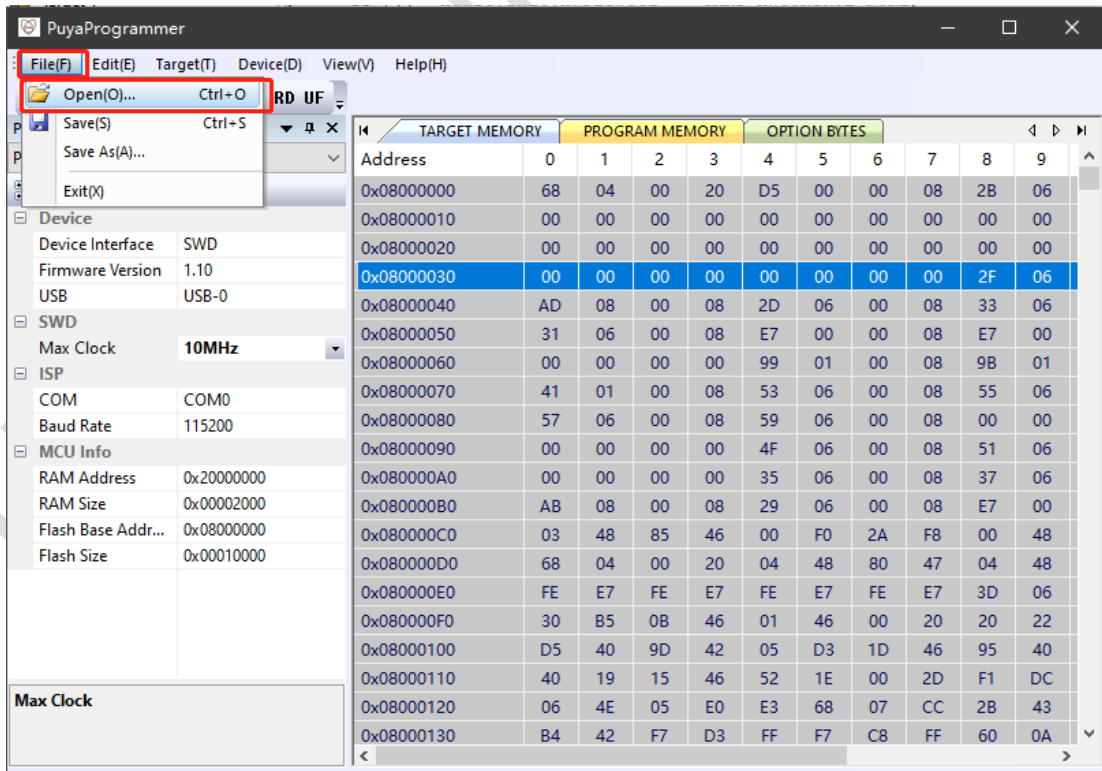 PuyaProgrammer
File(F) Edit(E) Target(T) Device(D) View(V) Help(H)
Open(O)... Ctrl+O RD UF
Save(S) Ctrl+S
Save As(A)...
Exit(X)
Device
Device Interface SWD
Firmware Version 1.10
USB USB-0
SWD
Max Clock 10MHz
ISP
COM COM0
Baud Rate 115200
MCU Info
RAM Address 0x20000000
RAM Size 0x00002000
Flash Base Addr... 0x08000000
Flash Size 0x00010000
Max Clock
TARGET MEMORY PROGRAM MEMORY OPTION BYTES
Address 0 1 2 3 4 5 6 7 8 9
0x08000000 68 04 00 20 D5 00 00 08 2B 06
0x08000010 00 00 00 00 00 00 00 00 00 00
0x08000020 00 00 00 00 00 00 00 00 00 00
0x08000030 00 00 00 00 00 00 00 00 2F 06
0x08000040 AD 08 00 08 2D 06 00 08 33 06
0x08000050 31 06 00 08 E7 00 00 08 E7 00
0x08000060 00 00 00 00 99 01 00 08 9B 01
0x08000070 41 01 00 08 53 06 00 08 55 06
0x08000080 57 06 00 08 59 06 00 08 00 00
0x08000090 00 00 00 00 4F 06 00 08 51 06
0x080000A0 00 00 00 00 35 06 00 08 37 06
0x080000B0 AB 08 00 08 29 06 00 08 E7 00
0x080000C0 03 48 85 46 00 F0 2A F8 00 48
0x080000D0 68 04 00 20 04 48 80 47 04 48
0x080000E0 FE E7 FE E7 FE E7 FE E7 3D 06
0x080000F0 30 B5 0B 46 01 46 00 20 20 22
0x08000100 D5 40 9D 42 05 D3 1D 46 95 40
0x08000110 40 19 15 46 52 1E 00 2D F1 DC
0x08000120 06 4E 05 E0 E3 68 07 CC 2B 43
0x08000130 B4 42 F7 D3 FF F7 C8 FF 60 0A